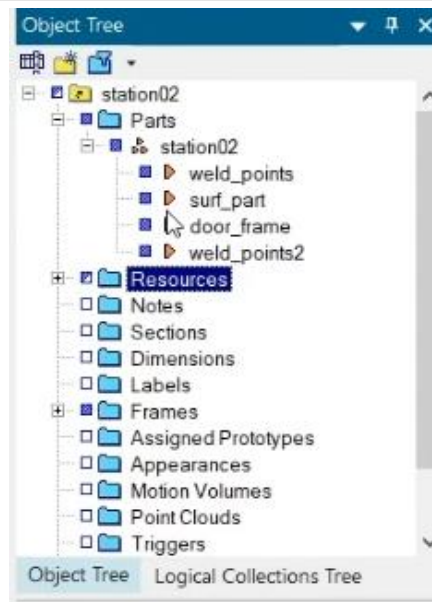 Object Tree
station02
Parts
station02
weld_points
surf_part
door_frame
weld_points2
Resources
Notes
Sections
Dimensions
Labels
Frames
Assigned Prototypes
Appearances
Motion Volumes
Point Clouds
Triggers
Object Tree Logical Collections Tree